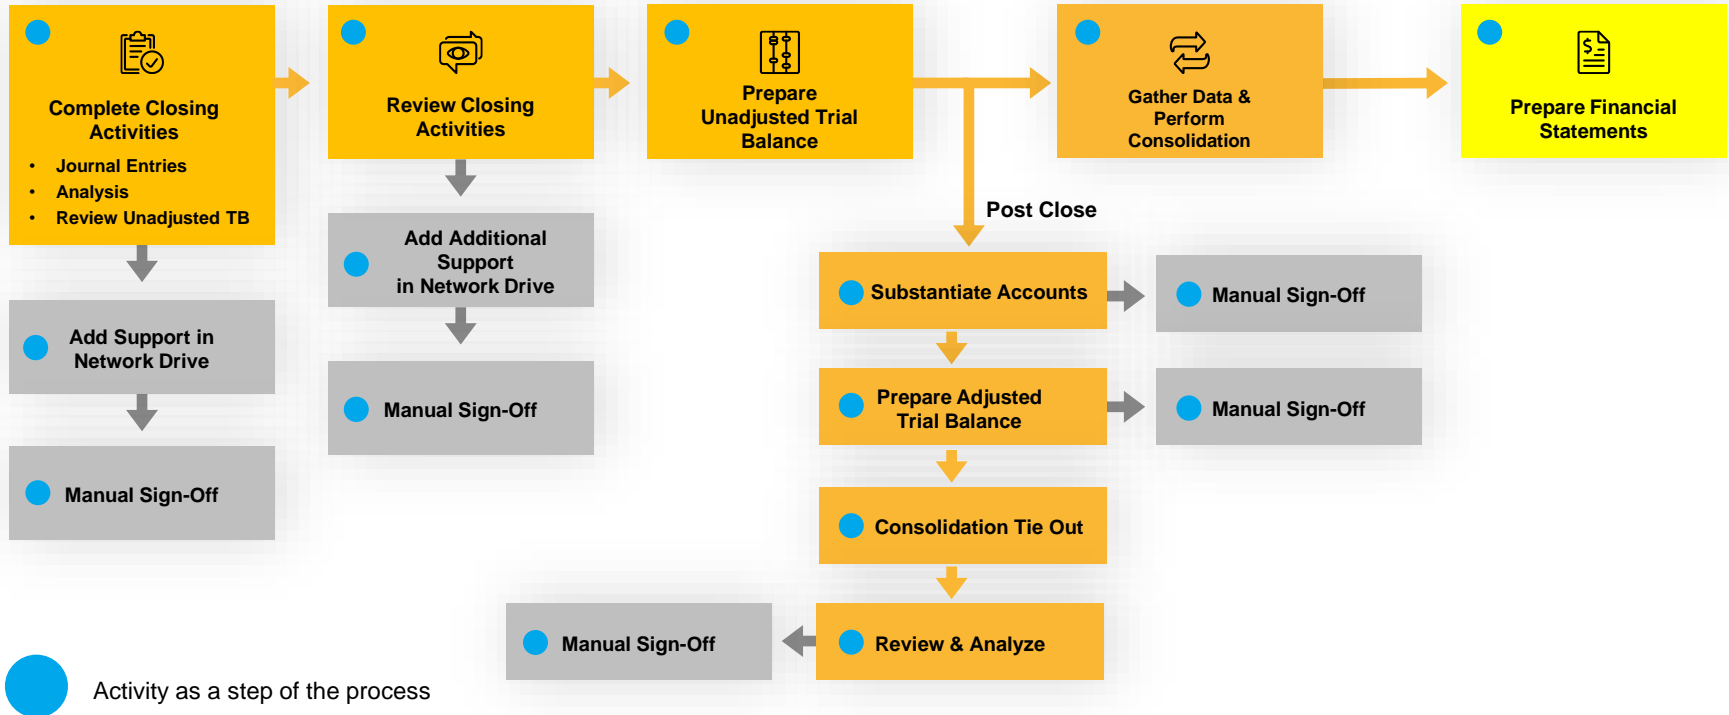 Complete Closing
Activities
• Journal Entries
• Analysis
• Review Unadjusted TB
Review Closing
Activities
Prepare
Unadjusted Trial
Balance
Gather Data &
Perform
Consolidation
Prepare Financial
Statements
Post Close
Add Additional
Support
in Network Drive
Substantiate Accounts
Manual Sign-Off
Add Support in
Network Drive
Manual Sign-Off
Prepare Adjusted
Trial Balance
Manual Sign-Off
Manual Sign-Off
Consolidation Tie Out
Manual Sign-Off
Review & Analyze
Activity as a step of the process